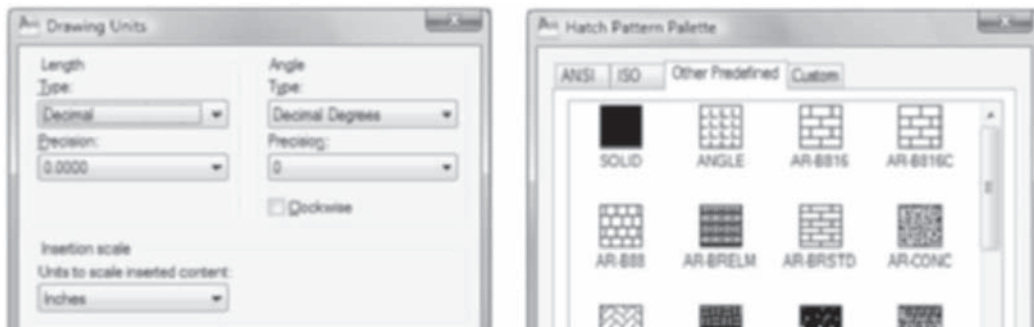 Drawing Units
Length
Type:
Decimal
Precision:
0.0000
Angle
Type:
Decimal Degrees
Precision:
0
Clockwise
Insertion scale
Units to scale inserted content:
Inches
Hatch Pattern Palette
ANSI ISO Other Predefined Custom
SOLID ANGLE AR-B816 AR-B816C
AR-B88 AR-BRELM AR-BRSTD AR-CONC